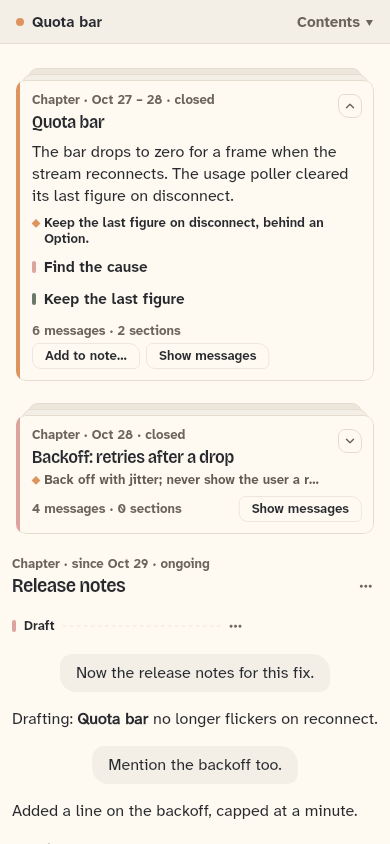 Quota bar
Contents ▾
Chapter · Oct 27 – 28 · closed
Quota bar
The bar drops to zero for a frame when the
stream reconnects. The usage poller cleared
its last figure on disconnect.
Keep the last figure on disconnect, behind an
Option.
Find the cause
Keep the last figure
6 messages · 2 sections
Add to note…
Show messages
Chapter · Oct 28 · closed
Backoff: retries after a drop
Back off with jitter; never show the user a r…
4 messages · 0 sections
Show messages
Chapter · since Oct 29 · ongoing
Release notes
Draft
Now the release notes for this fix.
Drafting: Quota bar no longer flickers on reconnect.
Mention the backoff too.
Added a line on the backoff, capped at a minute.